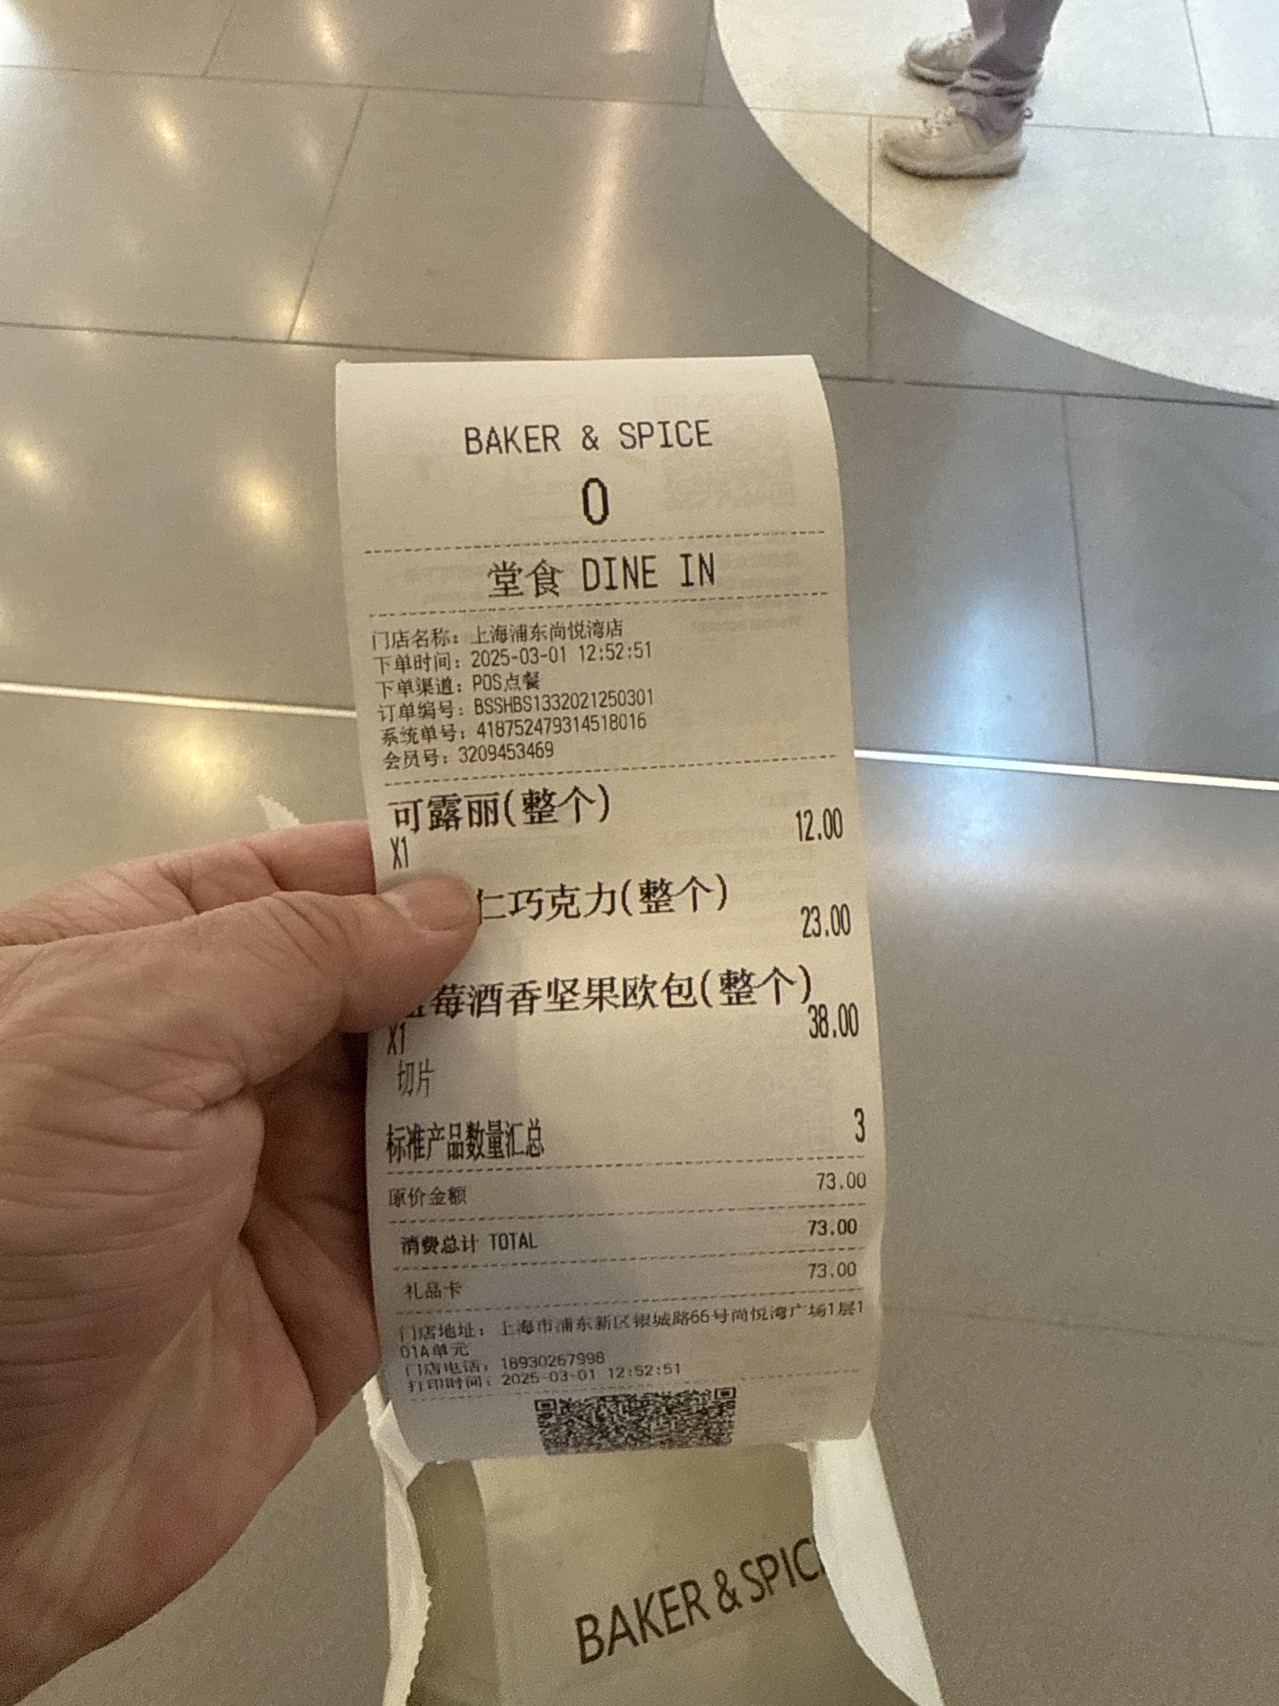 BAKER & SPICE
0
堂食 DINE IN
门店名称: 上海浦东尚悦湾店
下单时间: 2025-03-01 12:52:51
下单渠道: POS点餐
订单编号: BSSHBS1332021250301
系统单号: 418752479314518016
会员号: 3209453469
可露丽(整个)
12.00
X1
仁巧克力(整个)
23.00
莓酒香坚果欧包(整个)
38.00
X1
切片
标准产品数量汇总 3
原价金额 73.00
消费总计 TOTAL 73.00
礼品卡 73.00
门店地址: 上海市浦东新区银城路66号尚悦湾广场1层1
01A单元
门店电话: 18930267998
打印时间: 2025-03-01 12:52:51
BAKER & SPIC